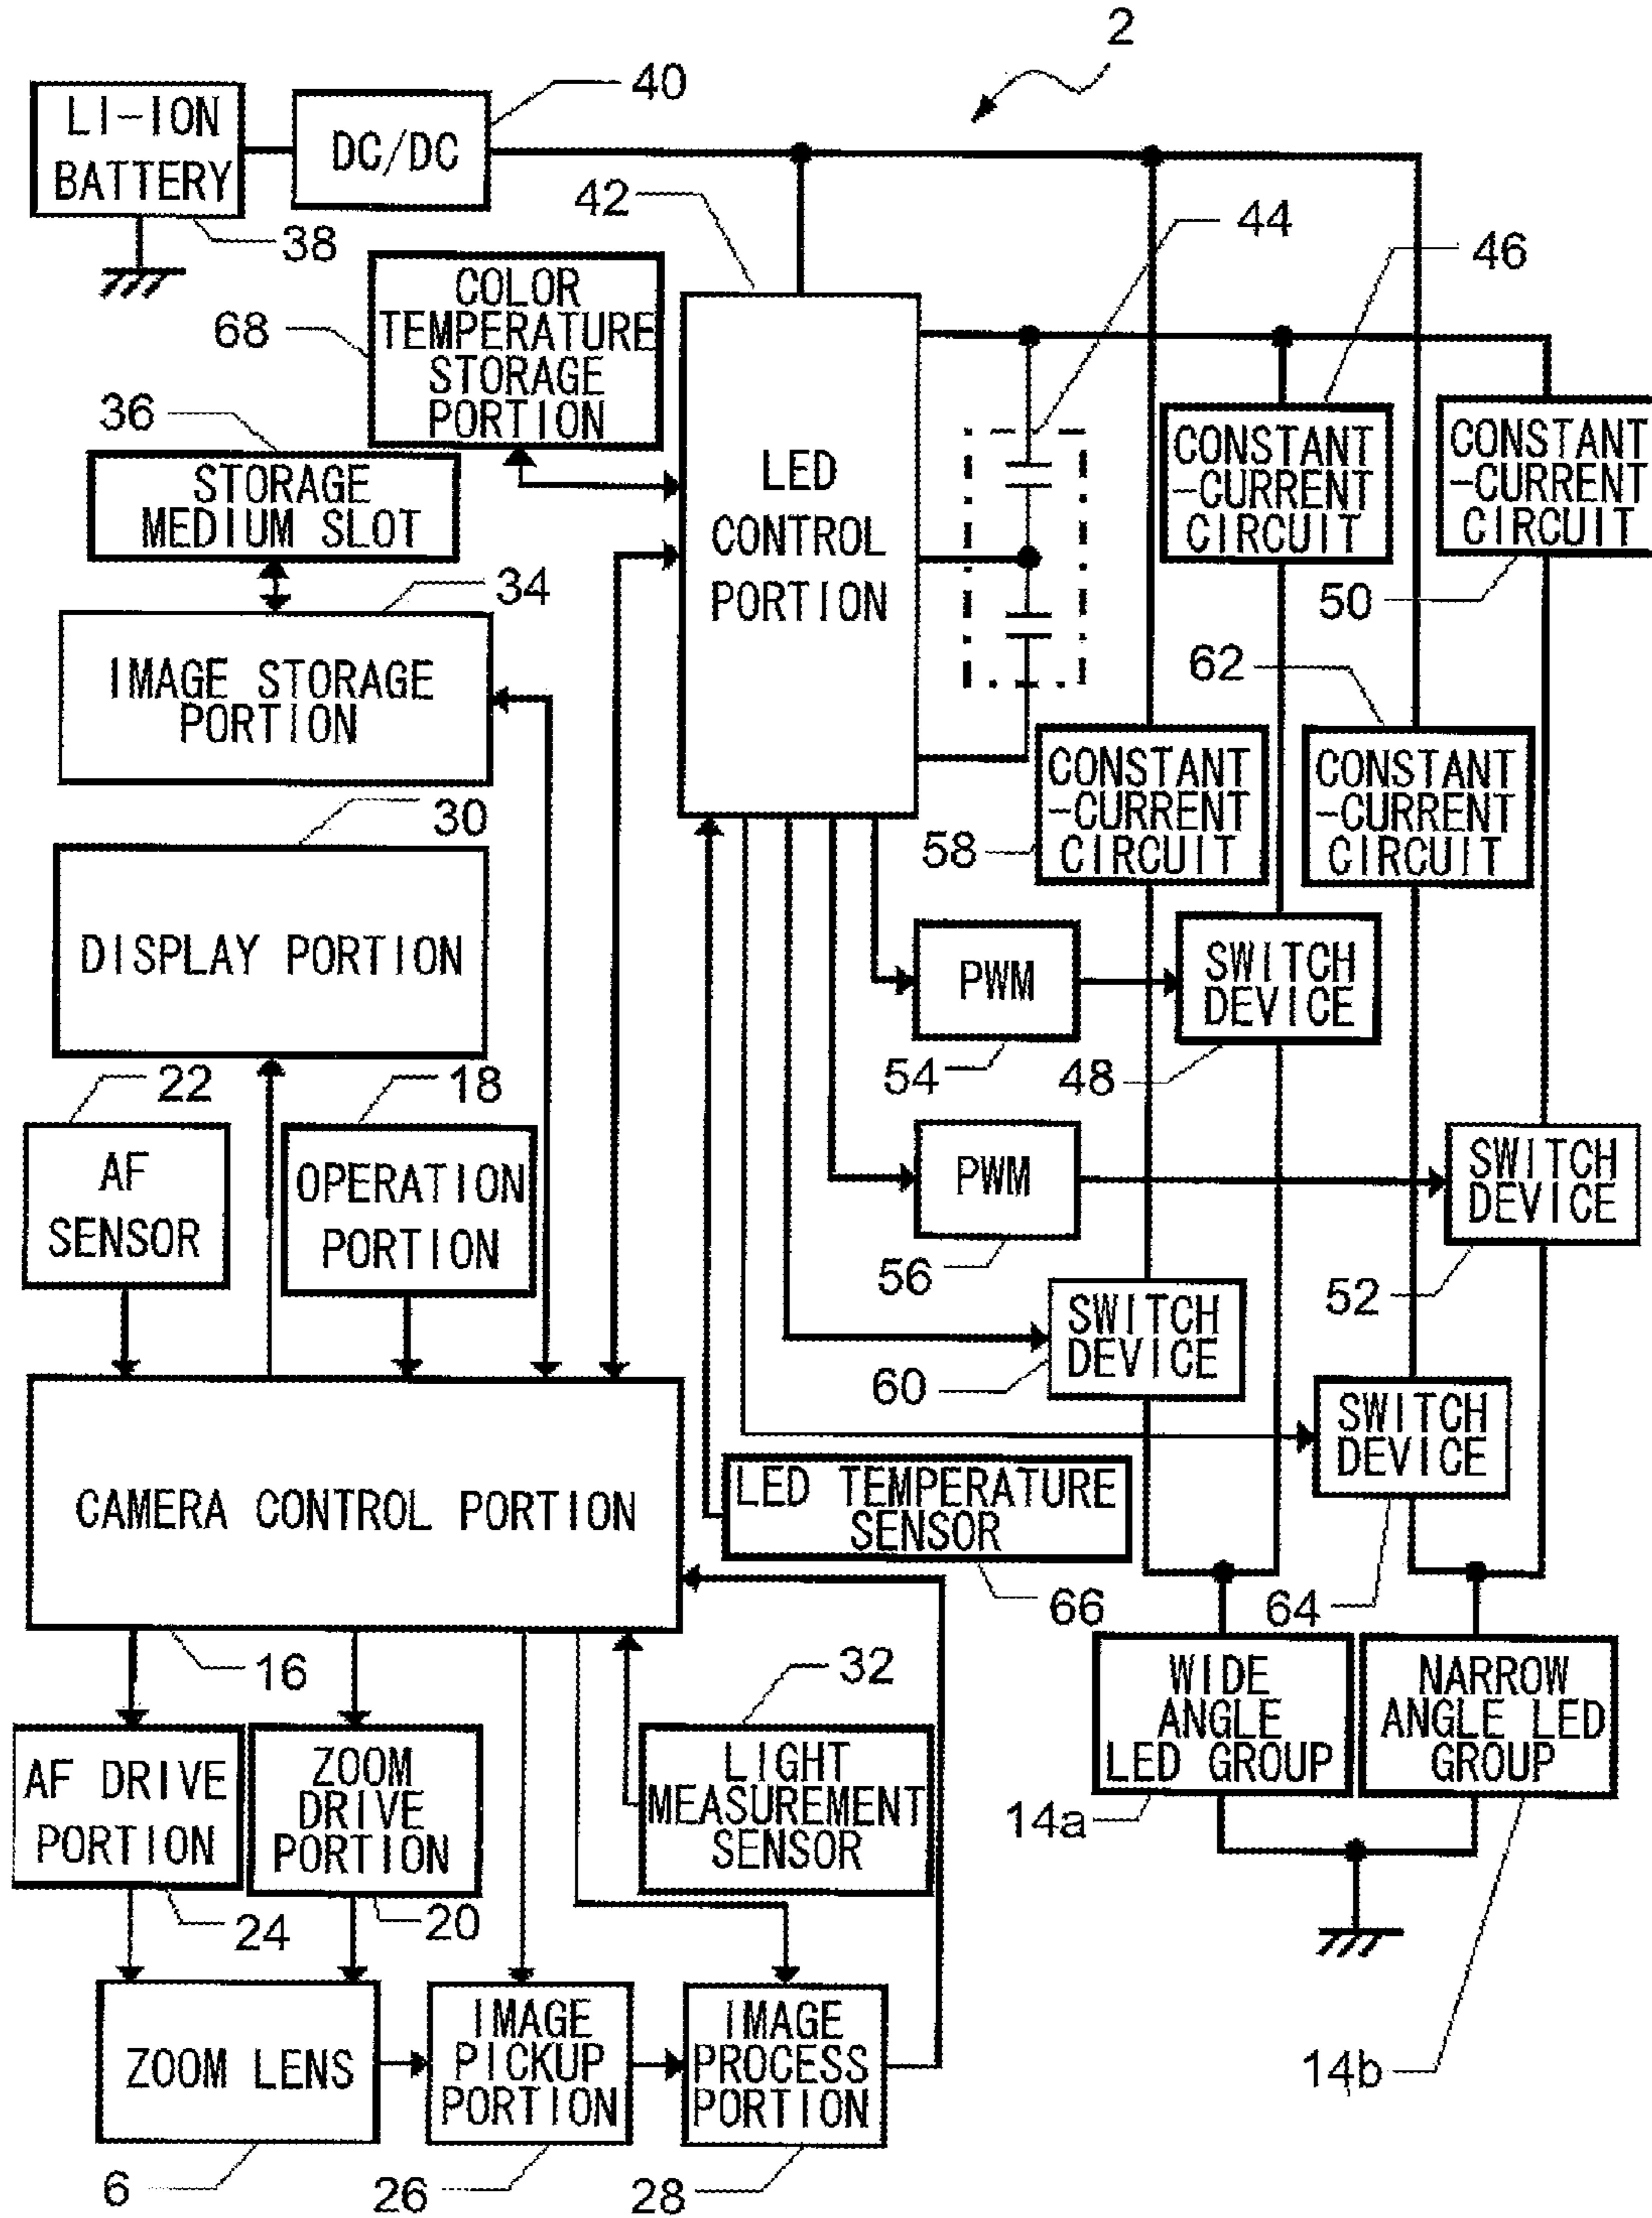 2
LI-ION
BATTERY
DC/DC
40
38
42
44
46
68
COLOR
TEMPERATURE
STORAGE
PORTION
36
STORAGE
MEDIUM SLOT
LED
CONTROL
PORTION
CONSTANT
-CURRENT
CIRCUIT
CONSTANT
-CURRENT
CIRCUIT
50
34
IMAGE STORAGE
PORTION
62
CONSTANT
-CURRENT
CIRCUIT
58
CONSTANT
-CURRENT
CIRCUIT
30
DISPLAY PORTION
PWM
54
SWITCH
DEVICE
48
22
18
AF
SENSOR
OPERATION
PORTION
PWM
56
SWITCH
DEVICE
52
SWITCH
DEVICE
60
SWITCH
DEVICE
64
CAMERA CONTROL PORTION
16
LED TEMPERATURE
SENSOR
66
32
WIDE
ANGLE
LED GROUP
14a
NARROW
ANGLE LED
GROUP
14b
AF DRIVE
PORTION
24
ZOOM
DRIVE
PORTION
20
LIGHT
MEASUREMENT
SENSOR
ZOOM LENS
6
IMAGE
PICKUP
PORTION
26
IMAGE
PROCESS
PORTION
28